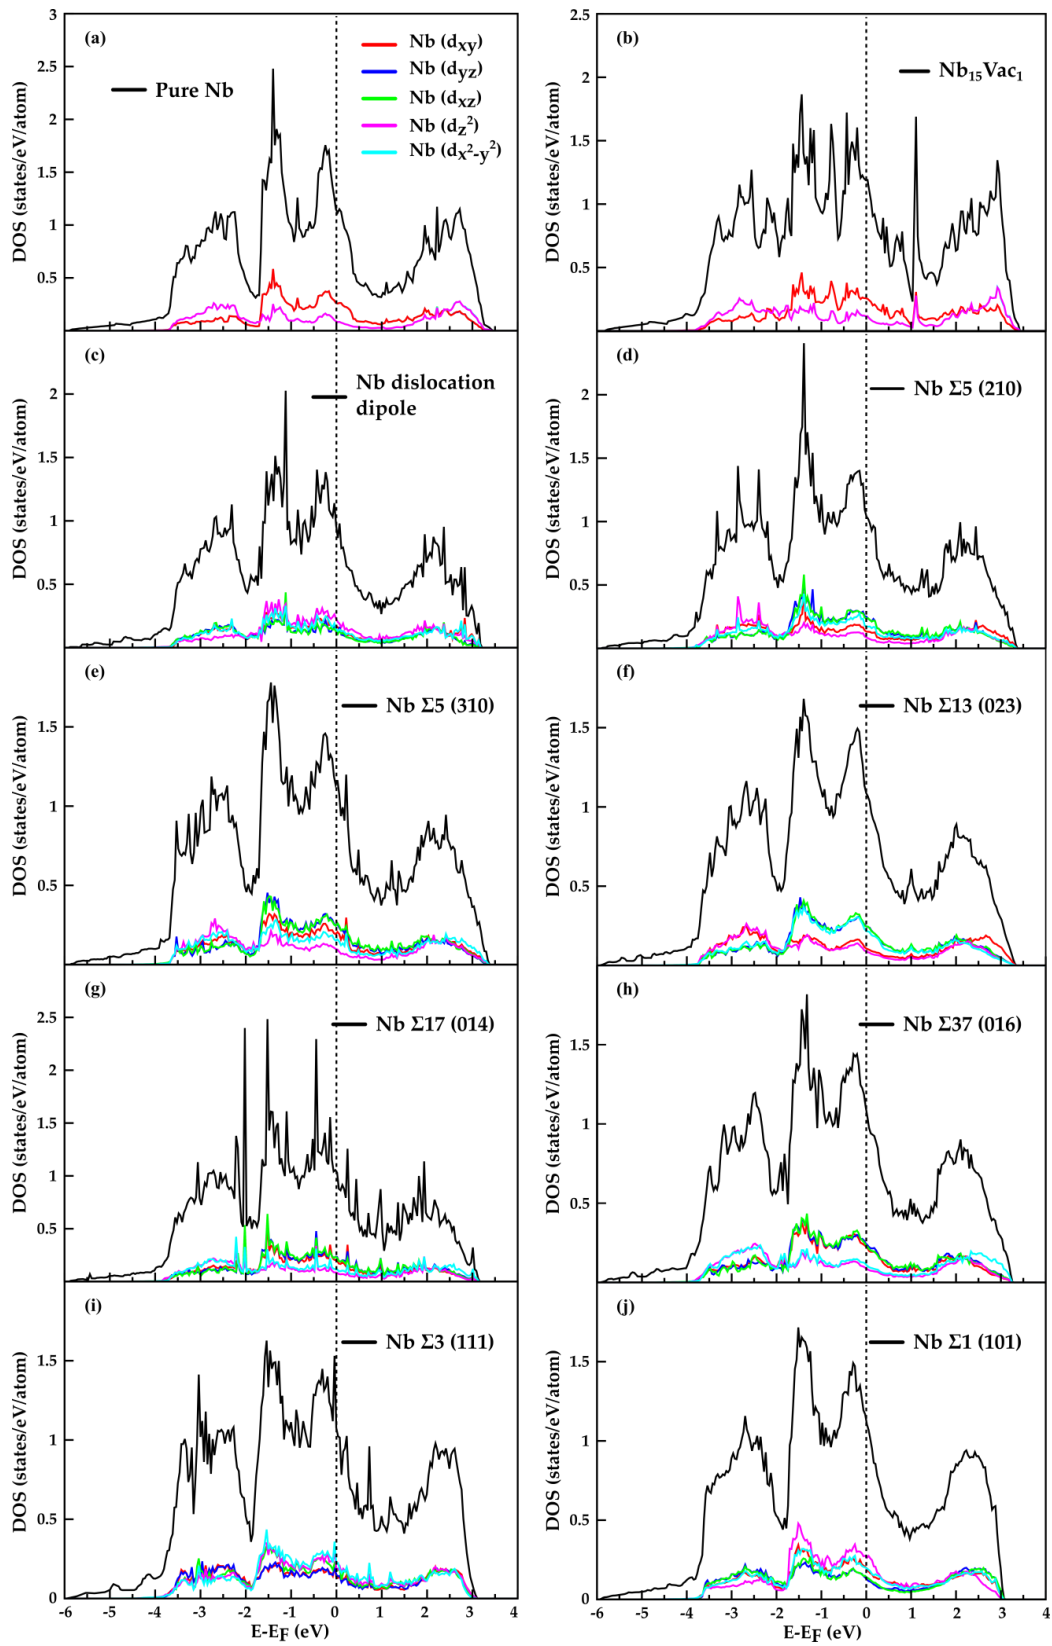 (a)
Pure Nb
Nb (dxy)
Nb (dyz)
Nb (dxz)
Nb (dz²)
Nb (dx²-y²)
DOS (states/eV/atom)
3
2.5
2
1.5
1
0.5
(b)
Nb₁₅Vac₁
DOS (states/eV/atom)
2.5
2
1.5
1
0.5
(c)
Nb dislocation
dipole
DOS (states/eV/atom)
2
1.5
1
0.5
(d)
Nb Σ5 (210)
DOS (states/eV/atom)
2
1.5
1
0.5
(e)
Nb Σ5 (310)
DOS (states/eV/atom)
1.5
1
0.5
(f)
Nb Σ13 (023)
DOS (states/eV/atom)
1.5
1
0.5
(g)
Nb Σ17 (014)
DOS (states/eV/atom)
2.5
2
1.5
1
0.5
(h)
Nb Σ37 (016)
DOS (states/eV/atom)
1.5
1
0.5
(i)
Nb Σ3 (111)
DOS (states/eV/atom)
1.5
1
0.5
0
-6 -5 -4 -3 -2 -1 0 1 2 3 4
E-EF (eV)
(j)
Nb Σ1 (101)
DOS (states/eV/atom)
1.5
1
0.5
0
-6 -5 -4 -3 -2 -1 0 1 2 3 4
E-EF (eV)